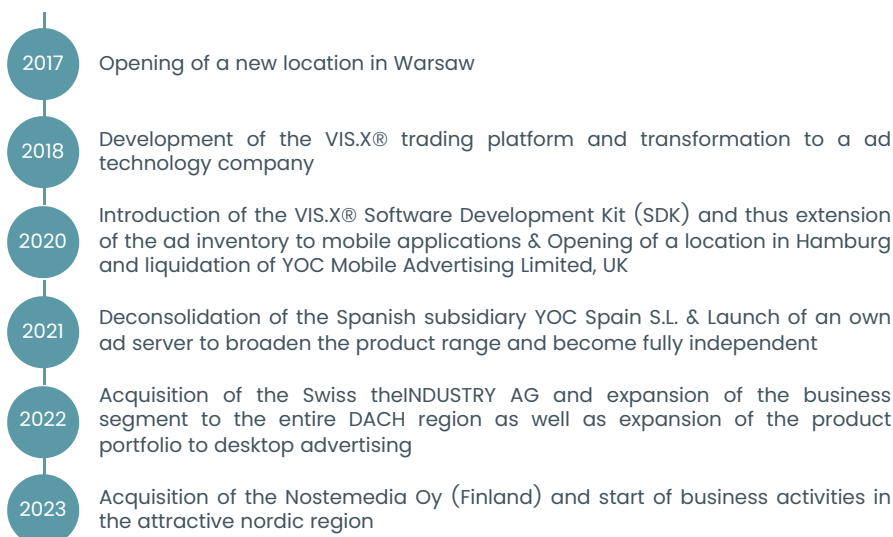 2017
Opening of a new location in Warsaw
2018
Development of the VIS.X® trading platform and transformation to a ad
technology company
2020
Introduction of the VIS.X® Software Development Kit (SDK) and thus extension
of the ad inventory to mobile applications & Opening of a location in Hamburg
and liquidation of YOC Mobile Advertising Limited, UK
2021
Deconsolidation of the Spanish subsidiary YOC Spain S.L. & Launch of an own
ad server to broaden the product range and become fully independent
2022
Acquisition of the Swiss theINDUSTRY AG and expansion of the business
segment to the entire DACH region as well as expansion of the product
portfolio to desktop advertising
2023
Acquisition of the Nostemedia Oy (Finland) and start of business activities in
the attractive nordic region